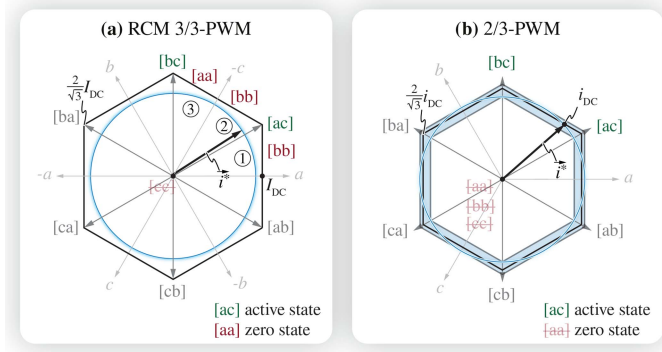 (a) RCM 3/3-PWM
[bc]
b
[aa]
-c
2/√3 I_DC
[bb]
[ba]
③
②
[ac]
①
[bb]
i*
-a
[cc]
I_DC
a
[ca]
[ab]
c
-b
[cb]
[ac] active state
[aa] zero state
(b) 2/3-PWM
[bc]
b
2/√3 i_DC
i_DC
[ba]
[ac]
i*
[aa]
a
[bb]
[cc]
[ca]
[ab]
c
[cb]
[ac] active state
[aa] zero state